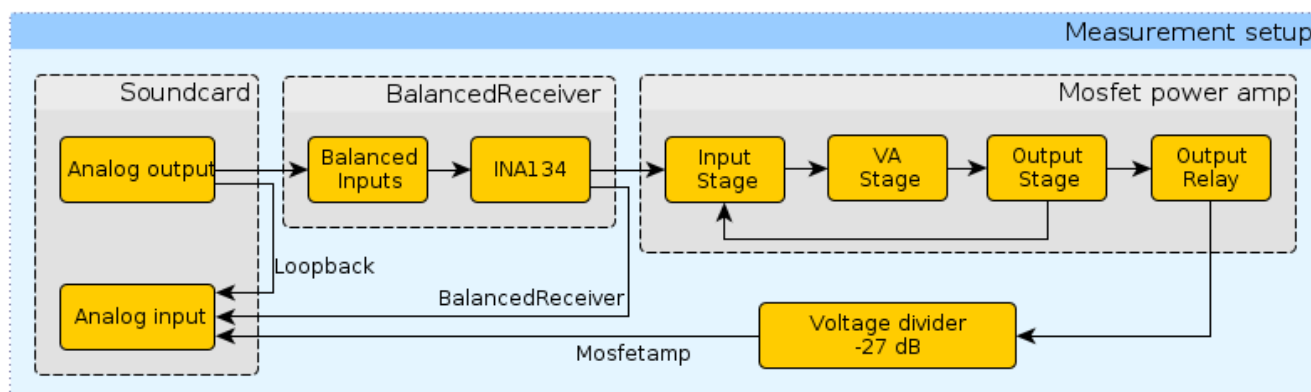 Measurement setup
Soundcard
BalancedReceiver
Mosfet power amp
Analog output
Balanced
Inputs
INA134
Input
Stage
VA
Stage
Output
Stage
Output
Relay
Loopback
BalancedReceiver
Analog input
Mosfetamp
Voltage divider
-27 dB